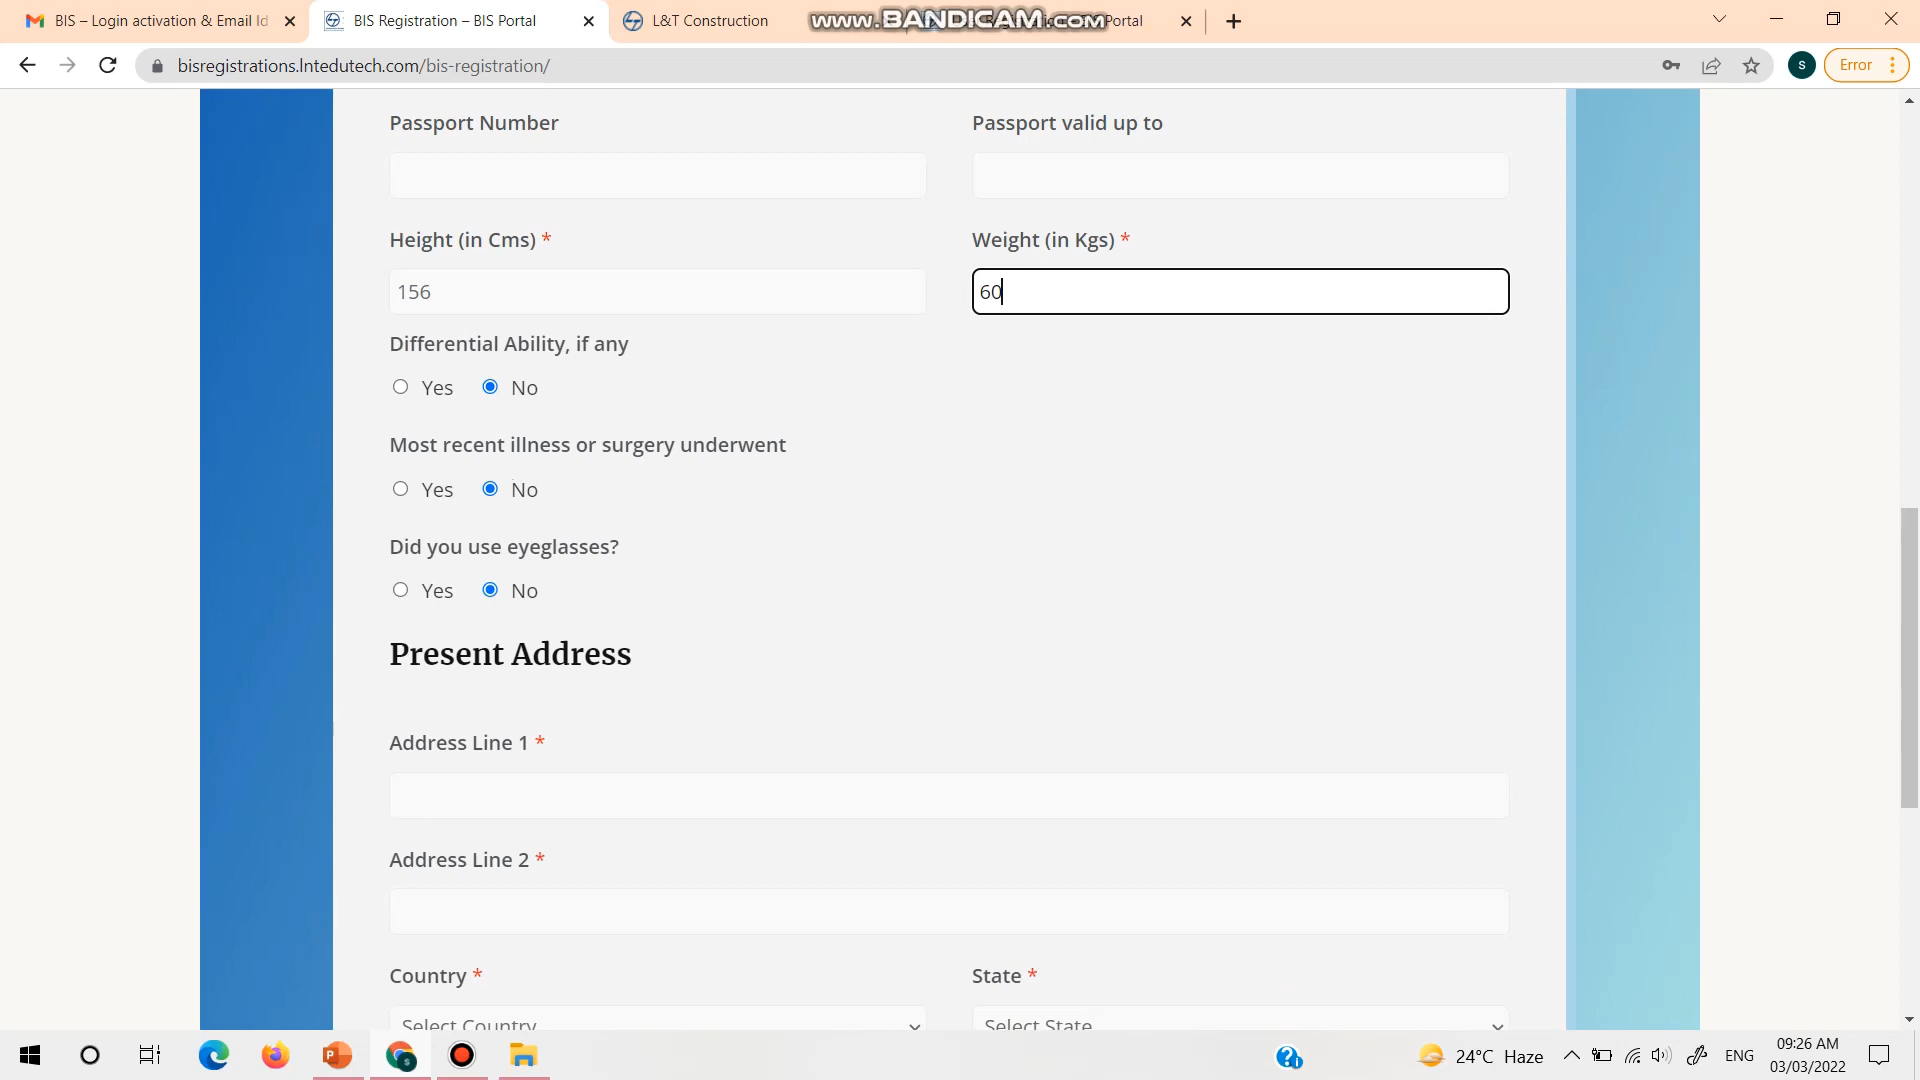 BIS – Login activation & Email Id
BIS Registration – BIS Portal
L&T Construction
www.BANDICAM.com
Portal
bisregistrations.lntedutech.com/bis-registration/
S
Error
Passport Number
Passport valid up to
Height (in Cms) *
Weight (in Kgs) *
156
60
Differential Ability, if any
Yes No
Most recent illness or surgery underwent
Yes No
Did you use eyeglasses?
Yes No
Present Address
Address Line 1 *
Address Line 2 *
Country *
State *
Select Country
Select State
24°C Haze
ENG
09:26 AM
03/03/2022